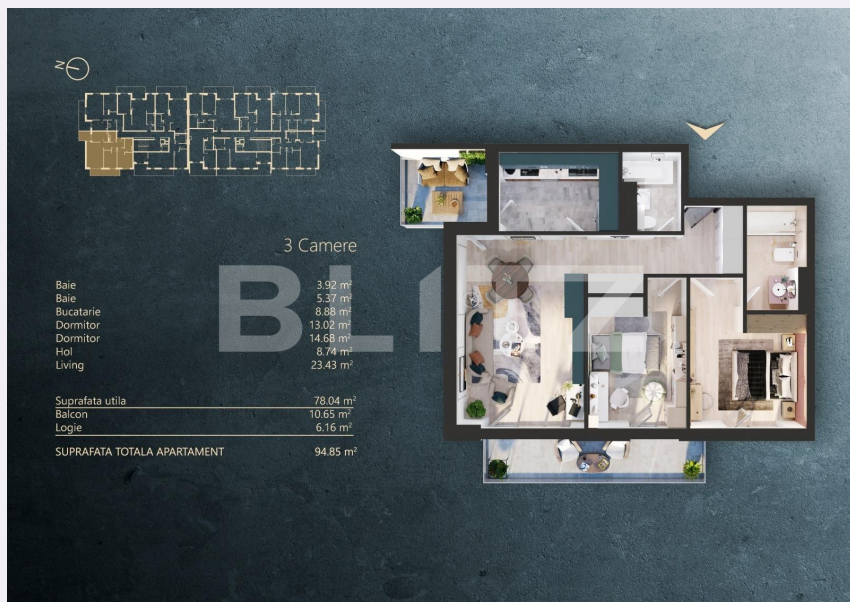 N
3 Camere
Baie 3.92 m²
Baie 5.37 m²
Bucatarie 8.88 m²
Dormitor 13.02 m²
Dormitor 14.68 m²
Hol 8.74 m²
Living 23.43 m²
Suprafata utila 78.04 m²
Balcon 10.65 m²
Logie 6.16 m²
SUPRAFATA TOTALA APARTAMENT 94.85 m²
BLITZ